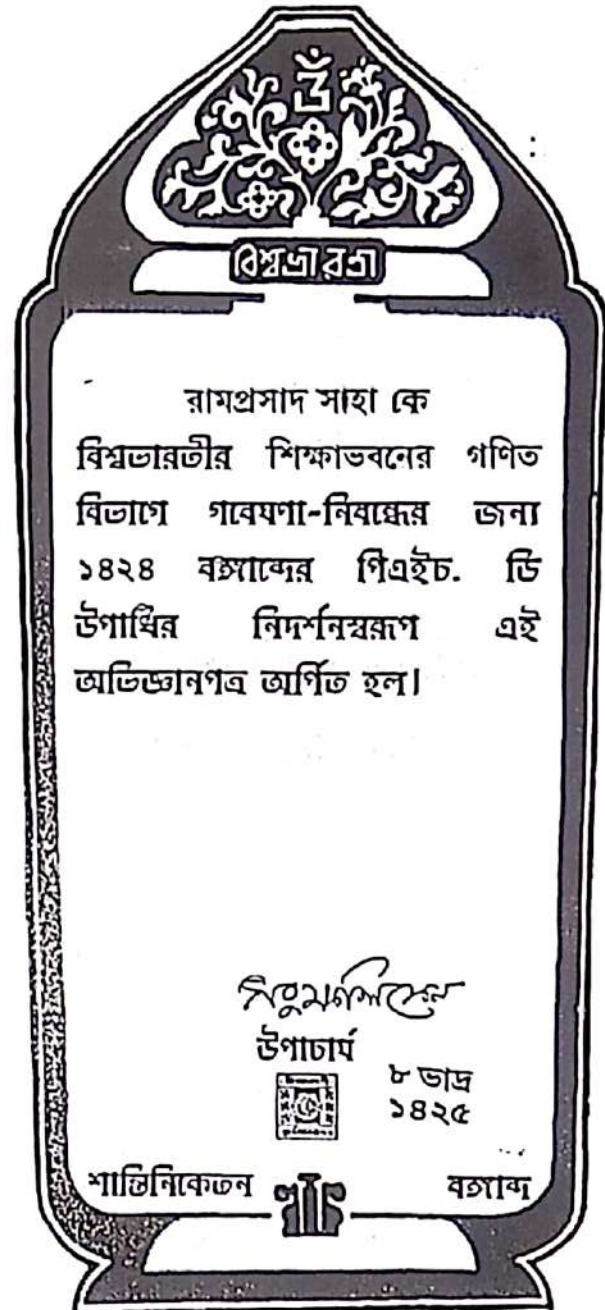 ওঁ
বিশ্বভারতী
রামপ্রসাদ সাহা কে
বিশ্বভারতীর শিক্ষাভবনের গণিত
বিভাগে গবেষণা-নিবন্ধের জন্য
১৪২৪ বঙ্গাব্দের পিএইচ. ডি
উপাধির নিদর্শনস্বরূপ এই
অভিজ্ঞানপত্র অর্পিত হল।
উপাচার্য
৮ ভাদ্র
১৪২৫
শান্তিনিকেতন বঙ্গাব্দ